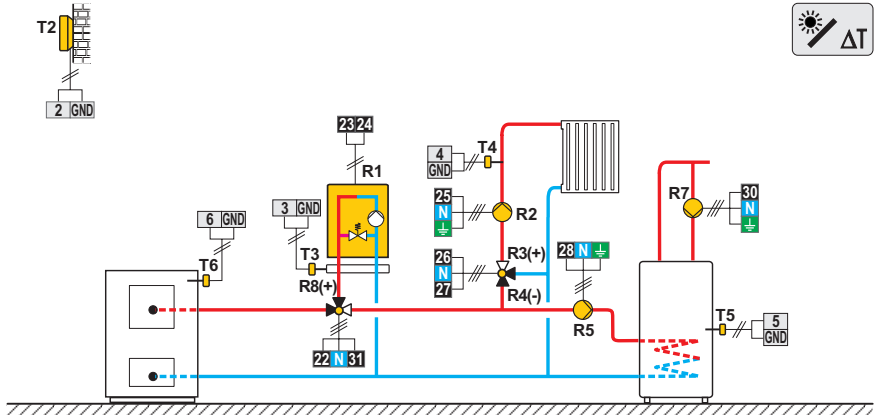 T2
ΔT
2 GND
23 24
R1
4
GND
T4
25
N
R2
R7
30
N
6 GND
3 GND
T6
T3
R8(+)
26
N
27
R3(+)
R4(-)
28 N
R5
T5
5
GND
22 N 31